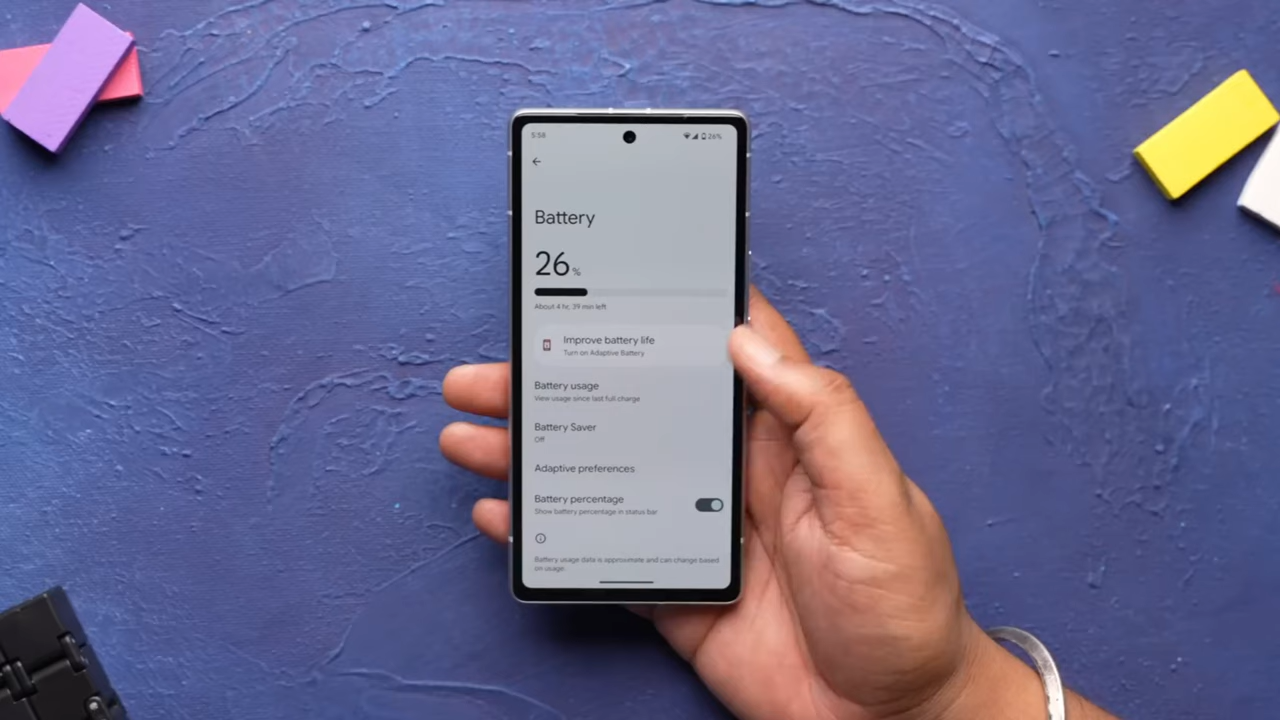 5:58
26%
Battery
26%
About 4 hr, 39 min left
Improve battery life
Turn on Adaptive Battery
Battery usage
View usage since last full charge
Battery Saver
Off
Adaptive preferences
Battery percentage
Show battery percentage in status bar
Battery usage data is approximate and can change based
on usage.